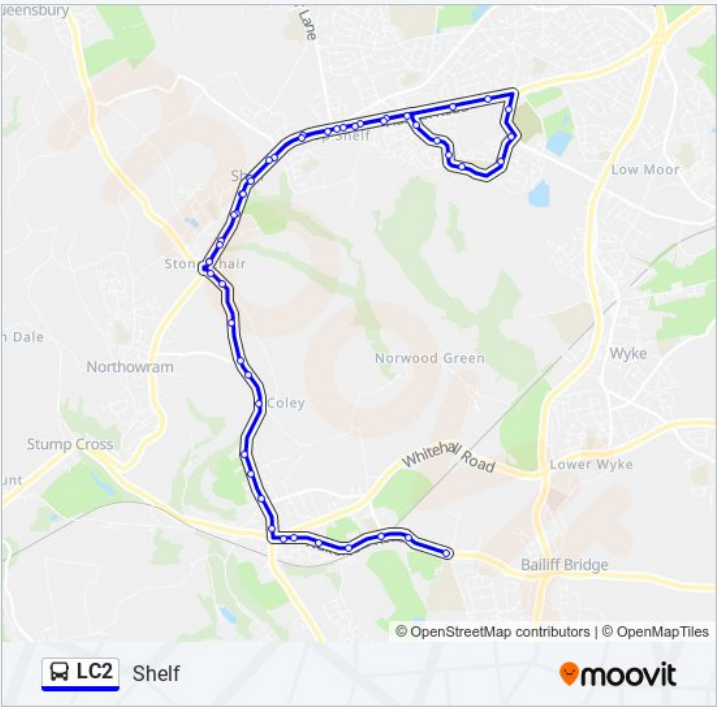 ueensbury
Lane
Shelf
Low Moor
Stone Chair
n Dale
Norwood Green
Wyke
Northowram
Coley
Stump Cross
Whitehall Road
Lower Wyke
unt
Bailiff Bridge
© OpenStreetMap contributors | © OpenMapTiles
LC2 Shelf
moovit